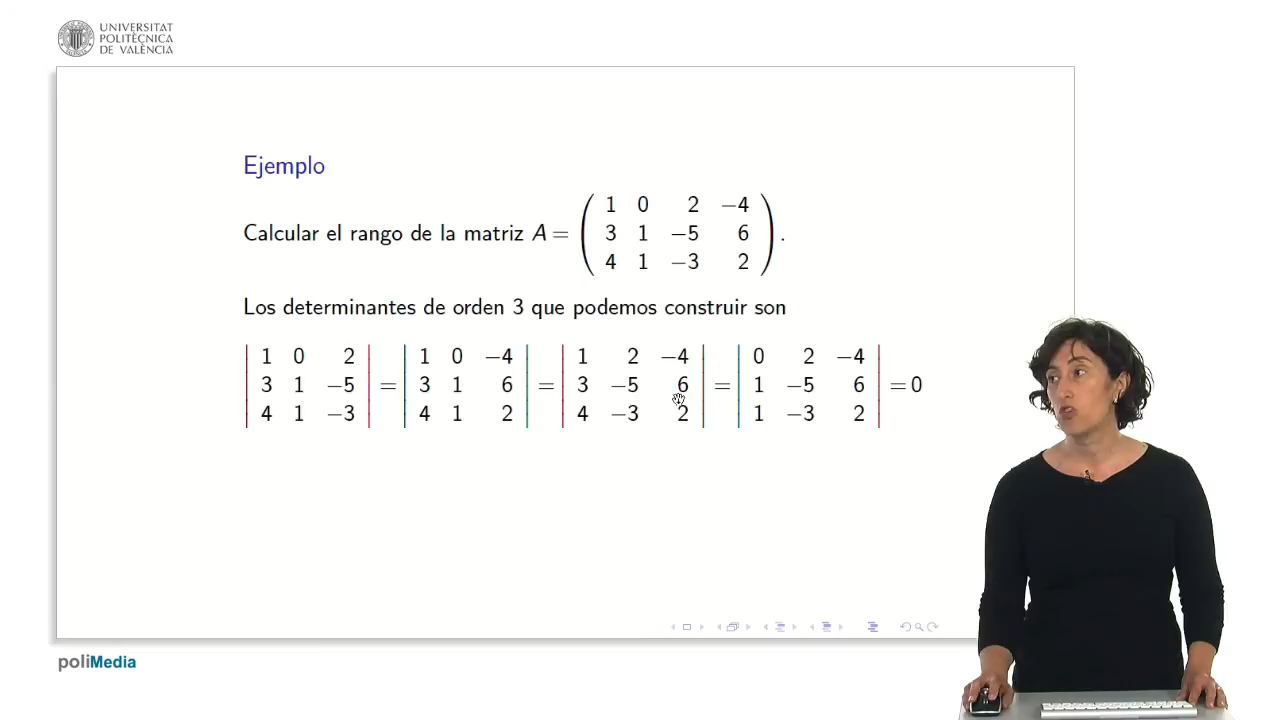 UNIVERSITAT
POLITÈCNICA
DE VALÈNCIA
Ejemplo
Calcular el rango de la matriz A = ( 1 0 2 −4
3 1 −5 6
4 1 −3 2 ).
Los determinantes de orden 3 que podemos construir son
| 1 0 2 | | 1 0 −4 | | 1 2 −4 | | 0 2 −4 |
| 3 1 −5 | = | 3 1 6 | = | 3 −5 6 | = | 1 −5 6 | = 0
| 4 1 −3 | | 4 1 2 | | 4 −3 2 | | 1 −3 2 |
poliMedia